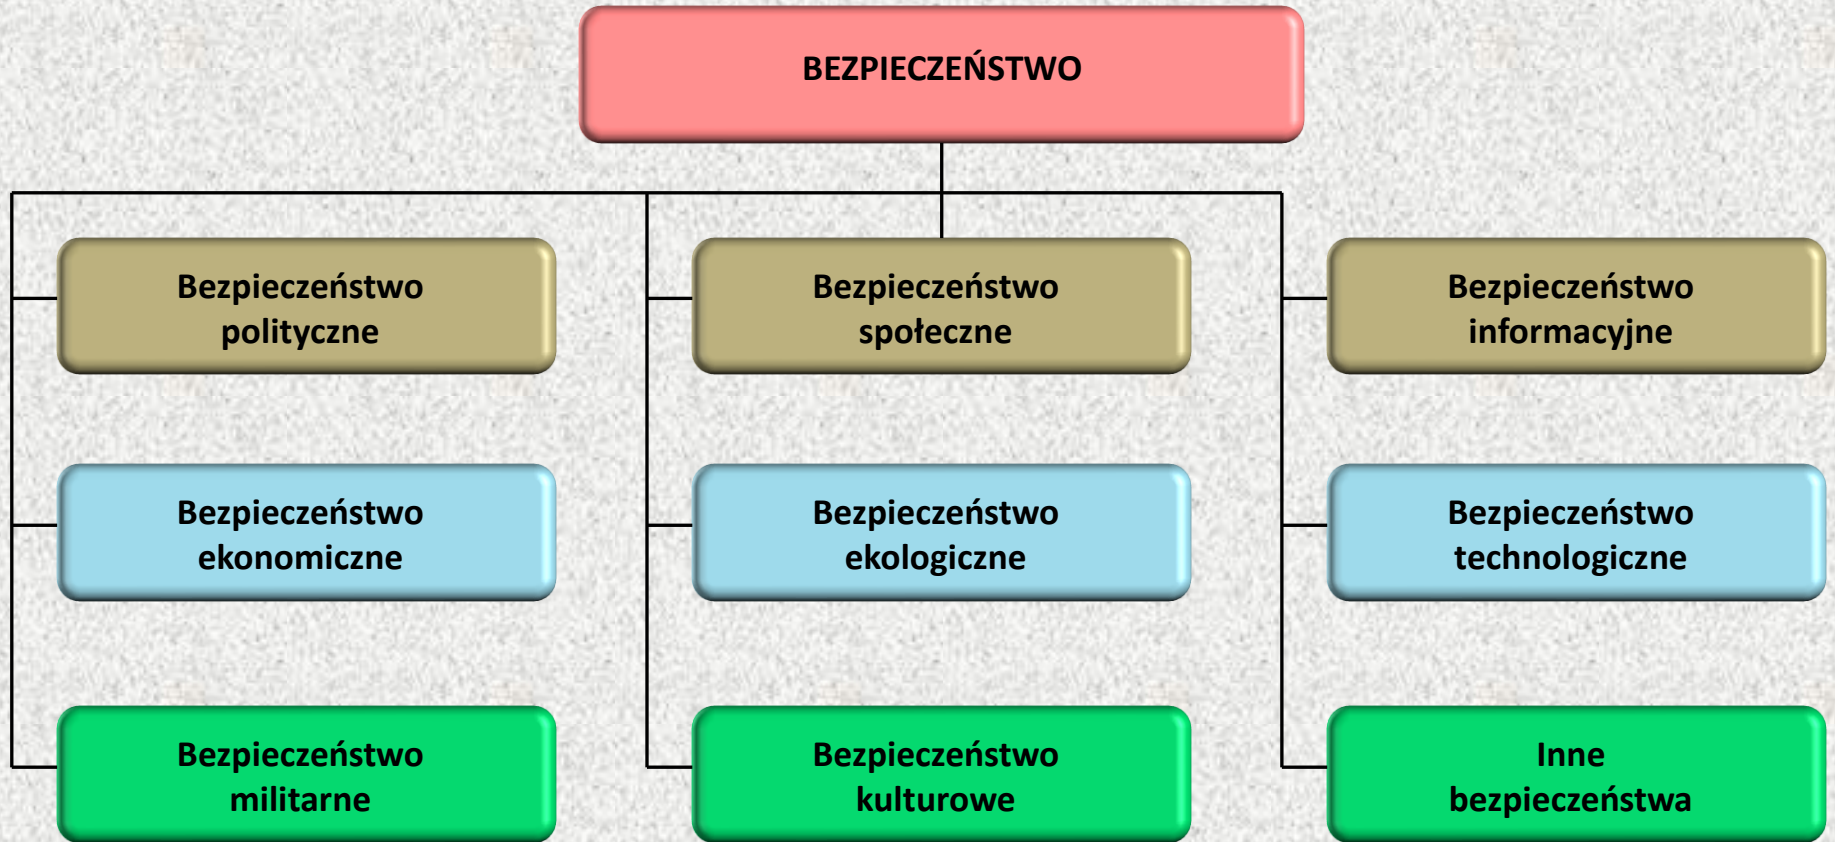 BEZPIECZEŃSTWO
Bezpieczeństwo
polityczne
Bezpieczeństwo
społeczne
Bezpieczeństwo
informacyjne
Bezpieczeństwo
ekonomiczne
Bezpieczeństwo
ekologiczne
Bezpieczeństwo
technologiczne
Bezpieczeństwo
militarne
Bezpieczeństwo
kulturowe
Inne
bezpieczeństwa